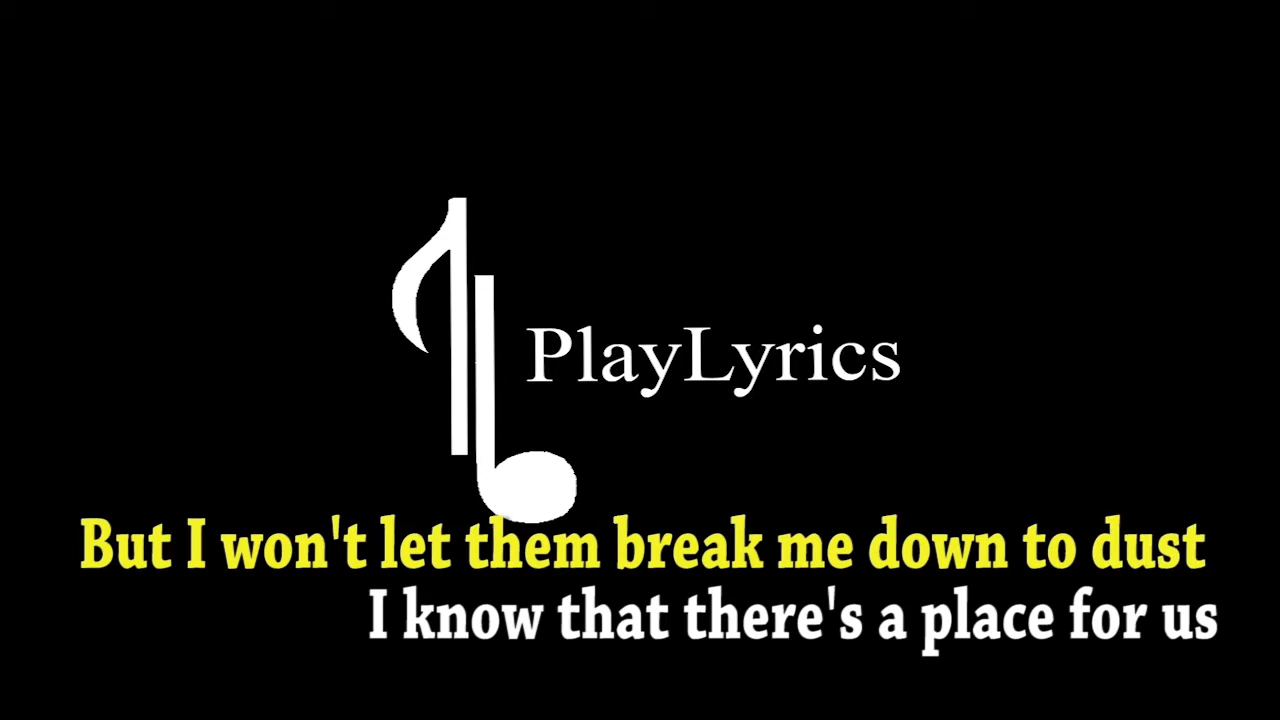 PlayLyrics
But I won't let them break me down to dust
I know that there's a place for us